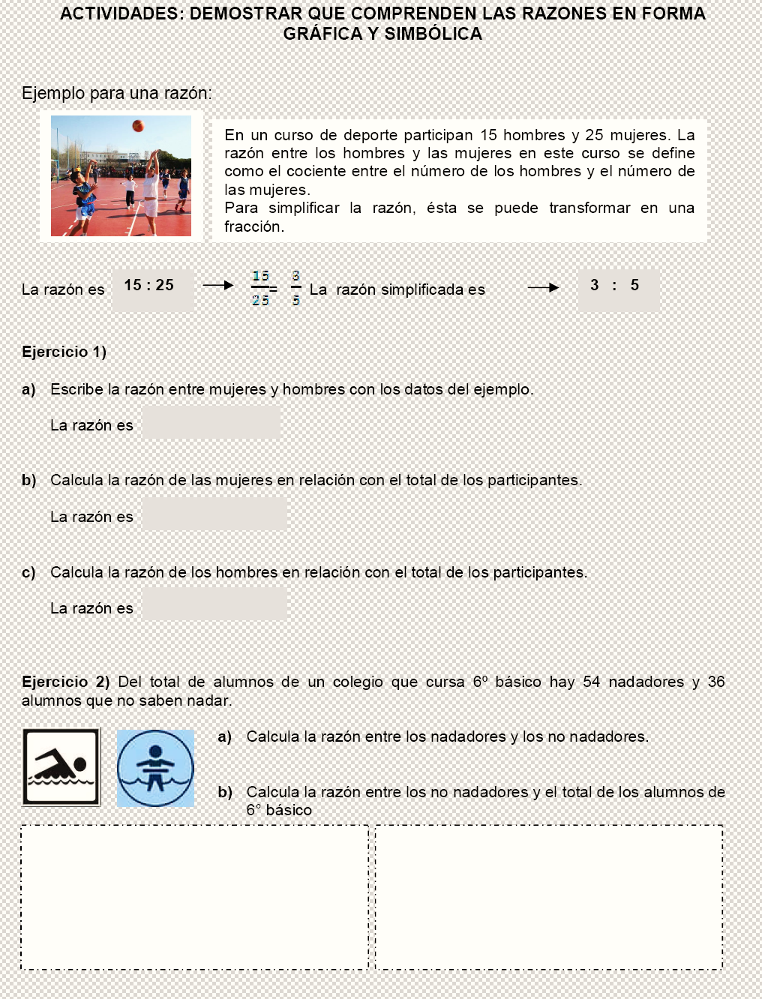 ACTIVIDADES: DEMOSTRAR QUE COMPRENDEN LAS RAZONES EN FORMA
GRÁFICA Y SIMBÓLICA
Ejemplo para una razón:
En un curso de deporte participan 15 hombres y 25 mujeres. La
razón entre los hombres y las mujeres en este curso se define
como el cociente entre el número de los hombres y el número de
las mujeres.
Para simplificar la razón, ésta se puede transformar en una
fracción.
La razón es 15 : 25 15/25 = 3/5 La razón simplificada es 3 : 5
Ejercicio 1)
a) Escribe la razón entre mujeres y hombres con los datos del ejemplo.
La razón es
b) Calcula la razón de las mujeres en relación con el total de los participantes.
La razón es
c) Calcula la razón de los hombres en relación con el total de los participantes.
La razón es
Ejercicio 2) Del total de alumnos de un colegio que cursa 6º básico hay 54 nadadores y 36
alumnos que no saben nadar.
a) Calcula la razón entre los nadadores y los no nadadores.
b) Calcula la razón entre los no nadadores y el total de los alumnos de
6° básico